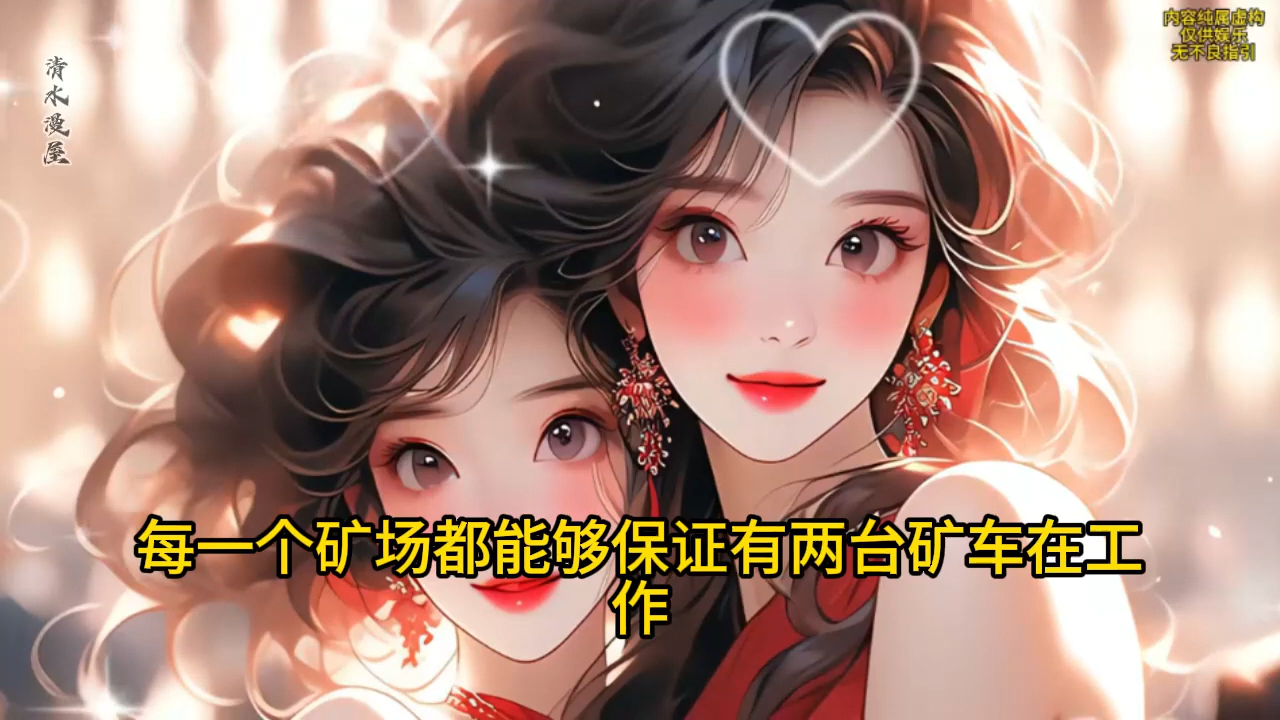 清水漫屋
内容纯属虚构
仅供娱乐
无不良指引
每一个矿场都能够保证有两台矿车在工
作